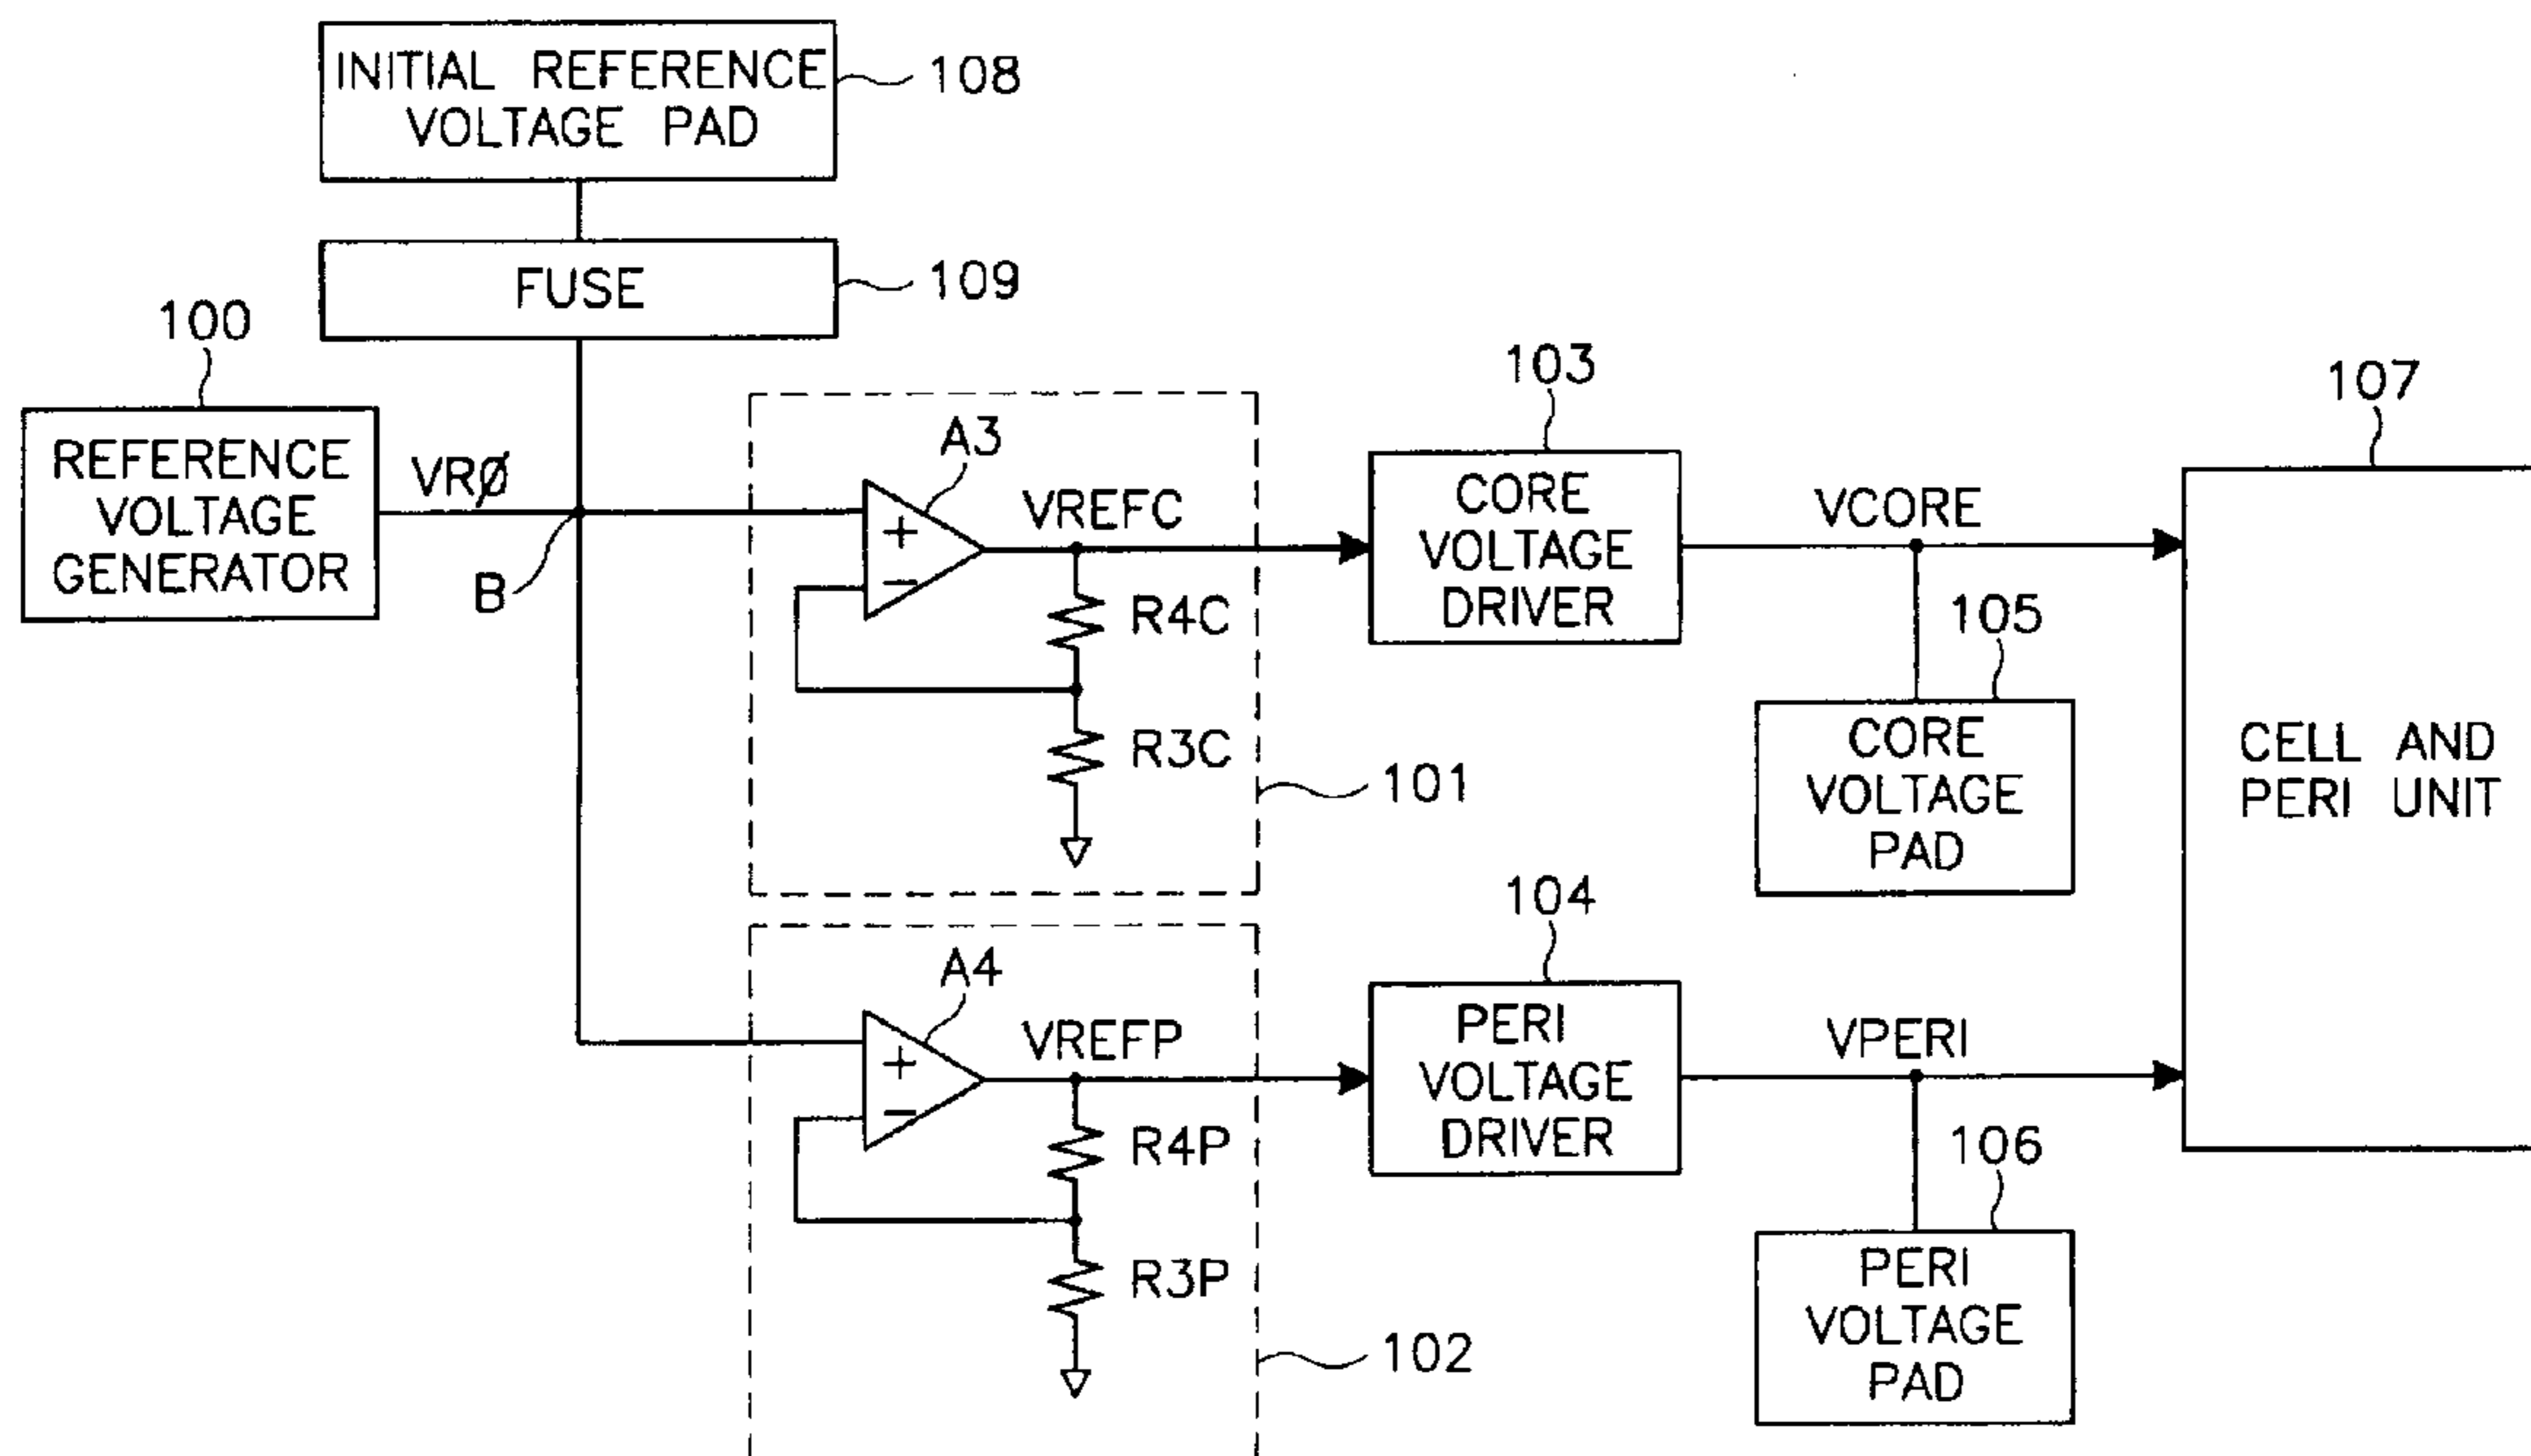 INITIAL REFERENCE
VOLTAGE PAD
108
FUSE
109
100
REFERENCE
VOLTAGE
GENERATOR
VRØ
B
A3
+
−
VREFC
R4C
R3C
101
103
CORE
VOLTAGE
DRIVER
VCORE
105
CORE
VOLTAGE
PAD
107
CELL AND
PERI UNIT
A4
+
−
VREFP
R4P
R3P
102
104
PERI
VOLTAGE
DRIVER
VPERI
106
PERI
VOLTAGE
PAD